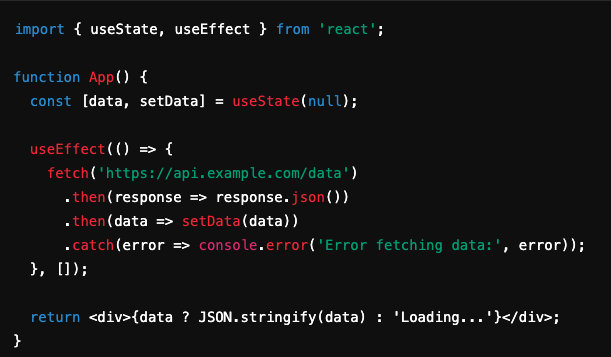 import { useState, useEffect } from 'react';
function App() {
const [data, setData] = useState(null);
useEffect(() => {
fetch('https://api.example.com/data')
.then(response => response.json())
.then(data => setData(data))
.catch(error => console.error('Error fetching data:', error));
}, []);
return <div>{data ? JSON.stringify(data) : 'Loading...'}</div>;
}